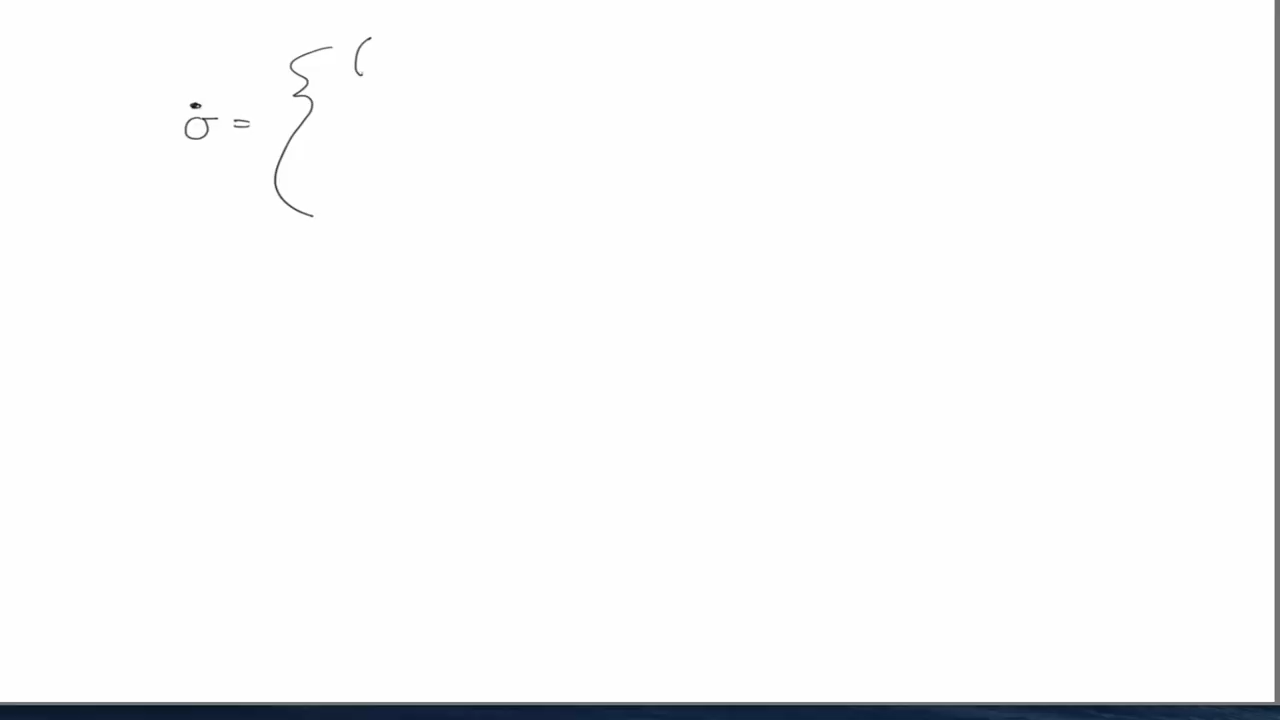 σ̇ = { (